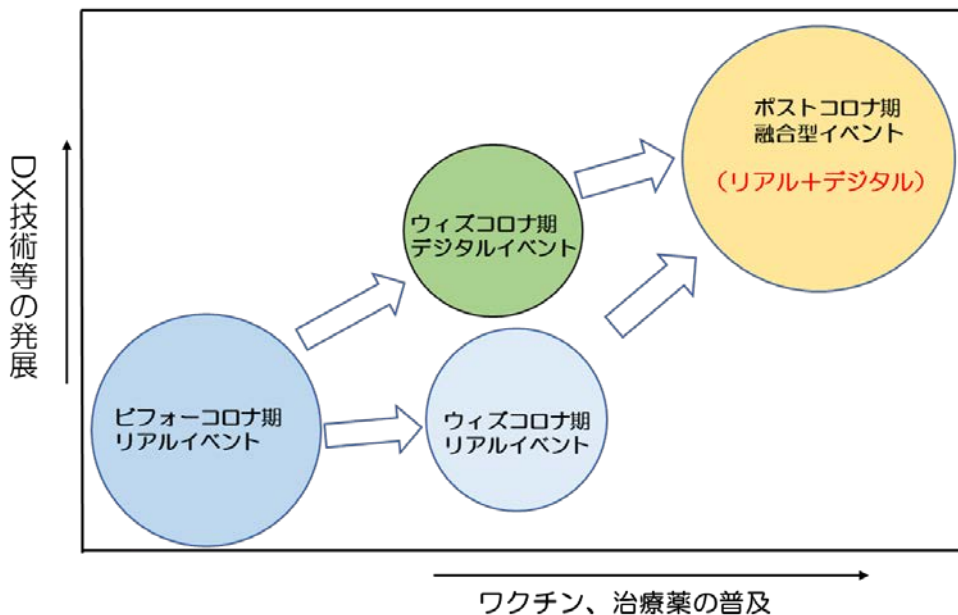 DX技術等の発展
ポストコロナ期
融合型イベント
（リアル＋デジタル）
ウィズコロナ期
デジタルイベント
ビフォーコロナ期
リアルイベント
ウィズコロナ期
リアルイベント
ワクチン、治療薬の普及